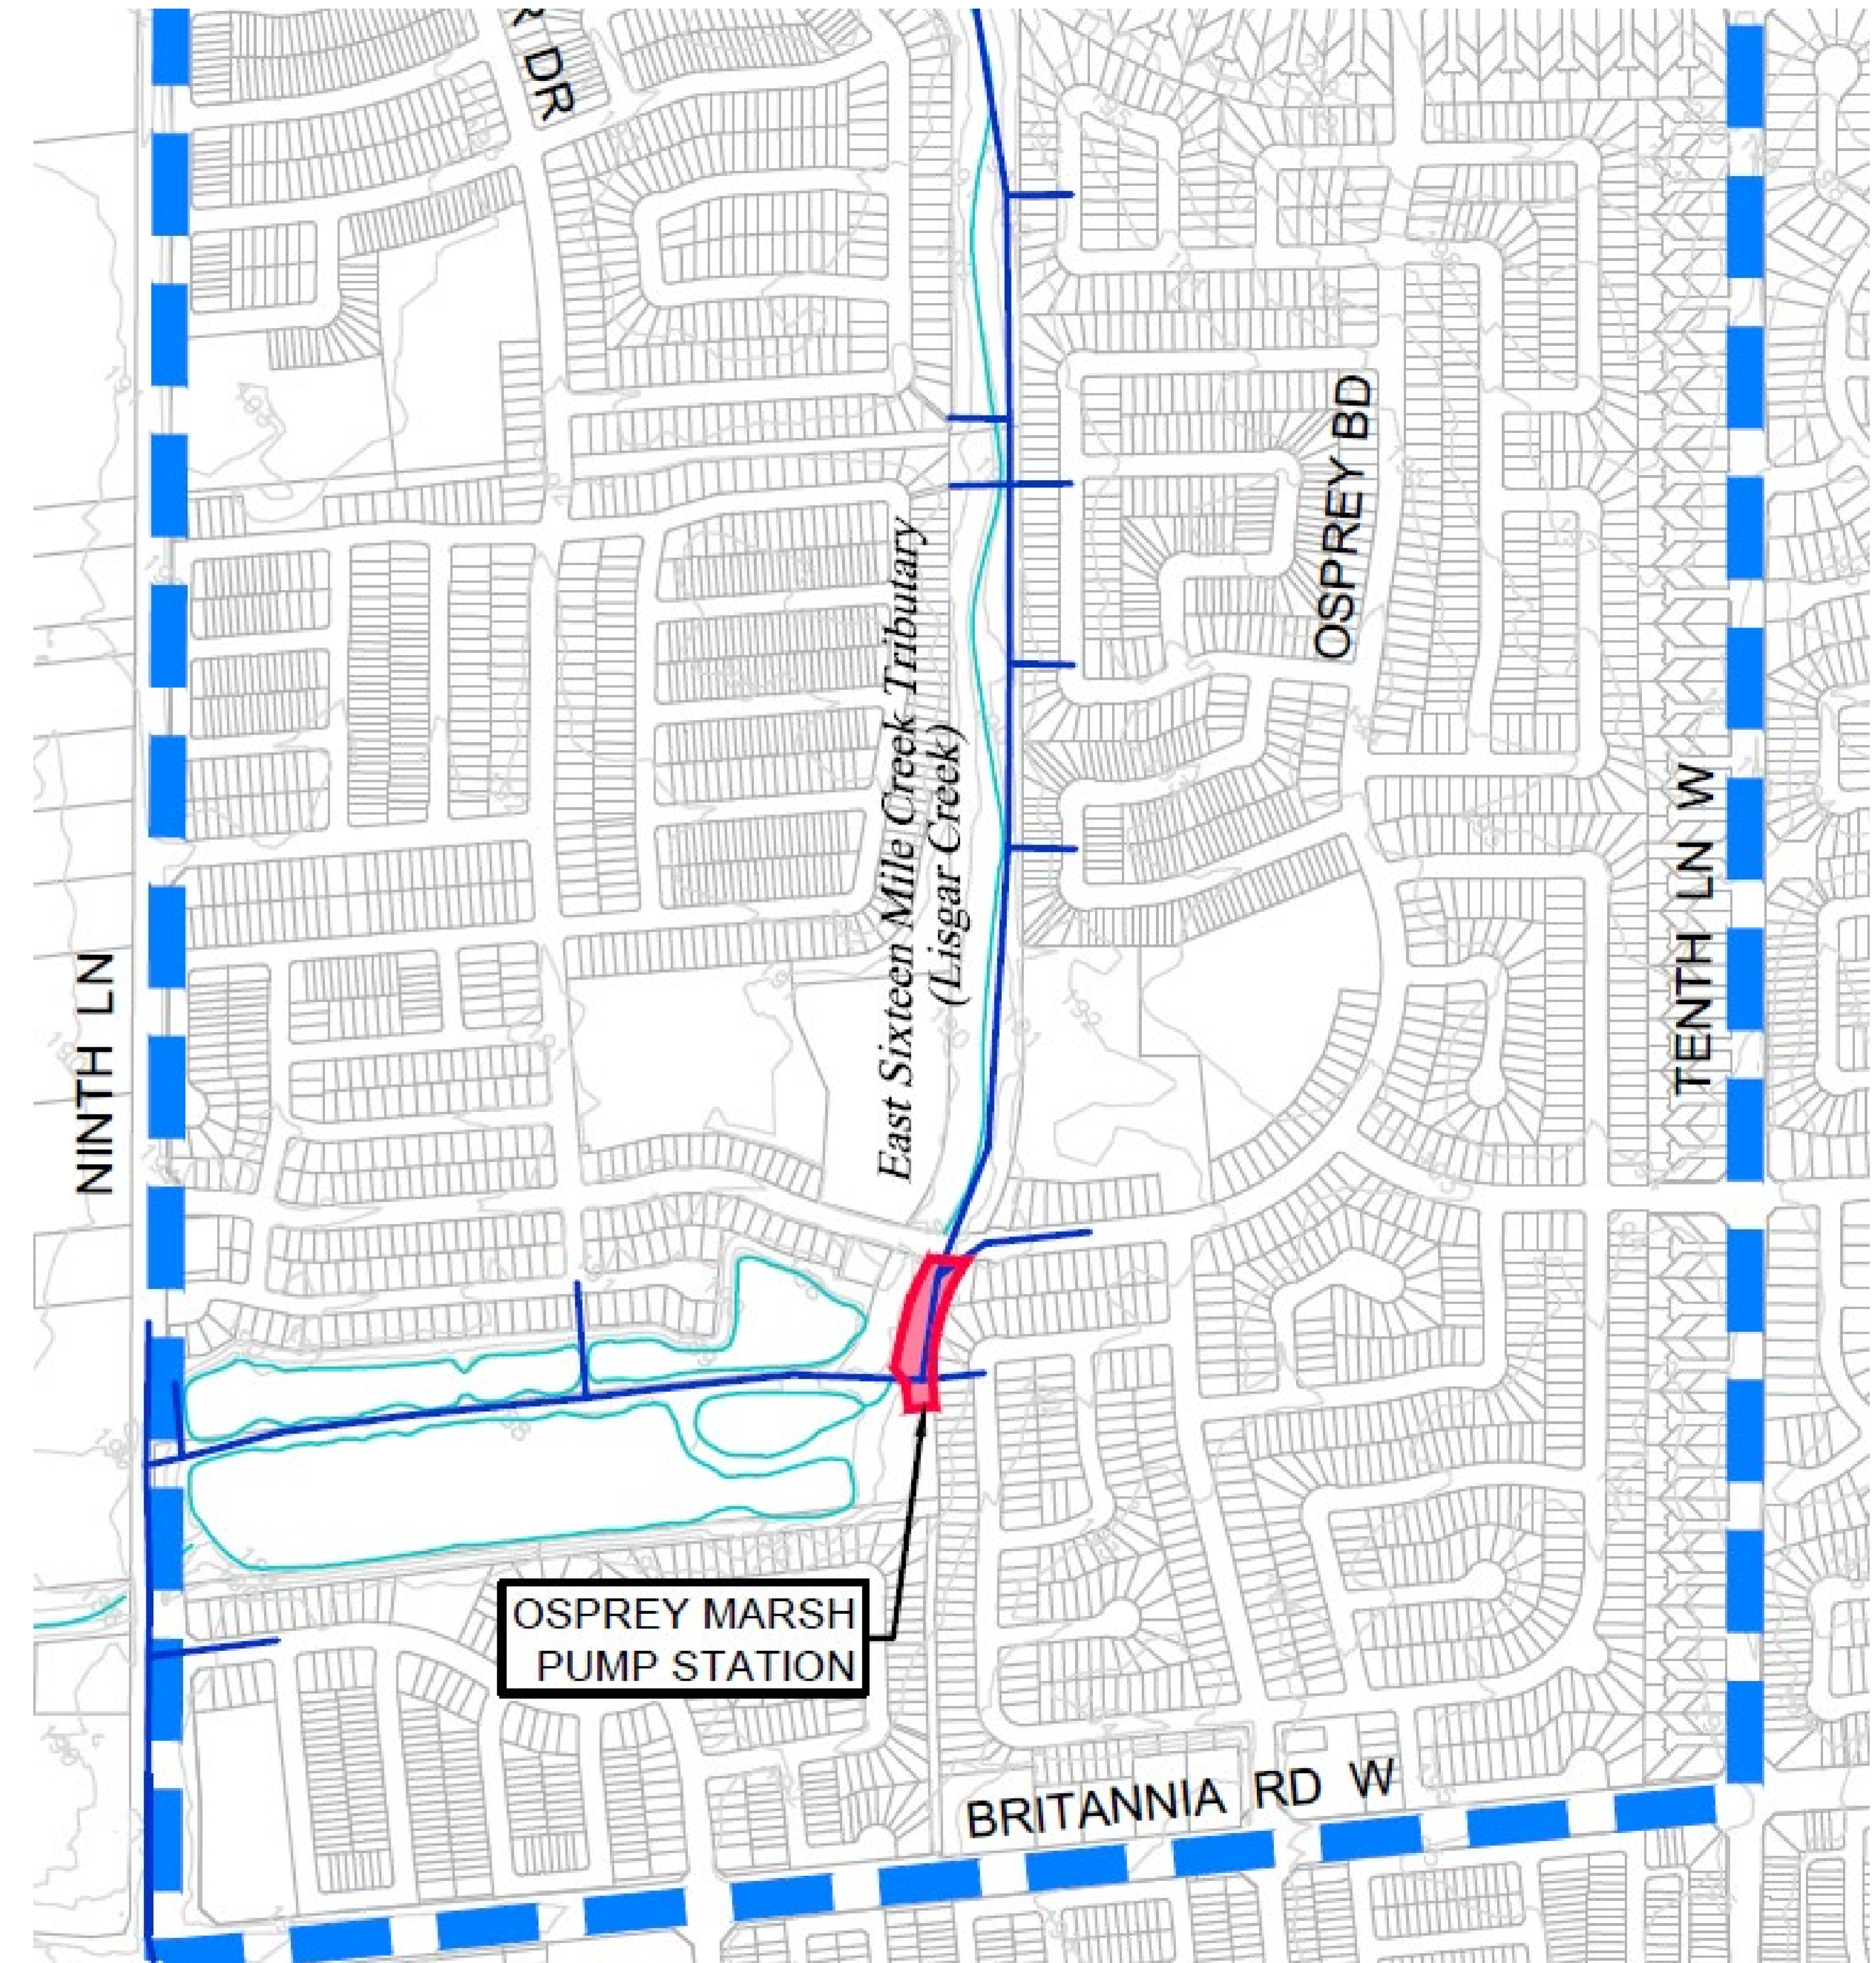 R DR
OSPREY BD
East Sixteen Mile Creek Tributary
(Lisgar Creek)
NINTH LN
TENTH LN W
OSPREY MARSH
PUMP STATION
BRITANNIA RD W